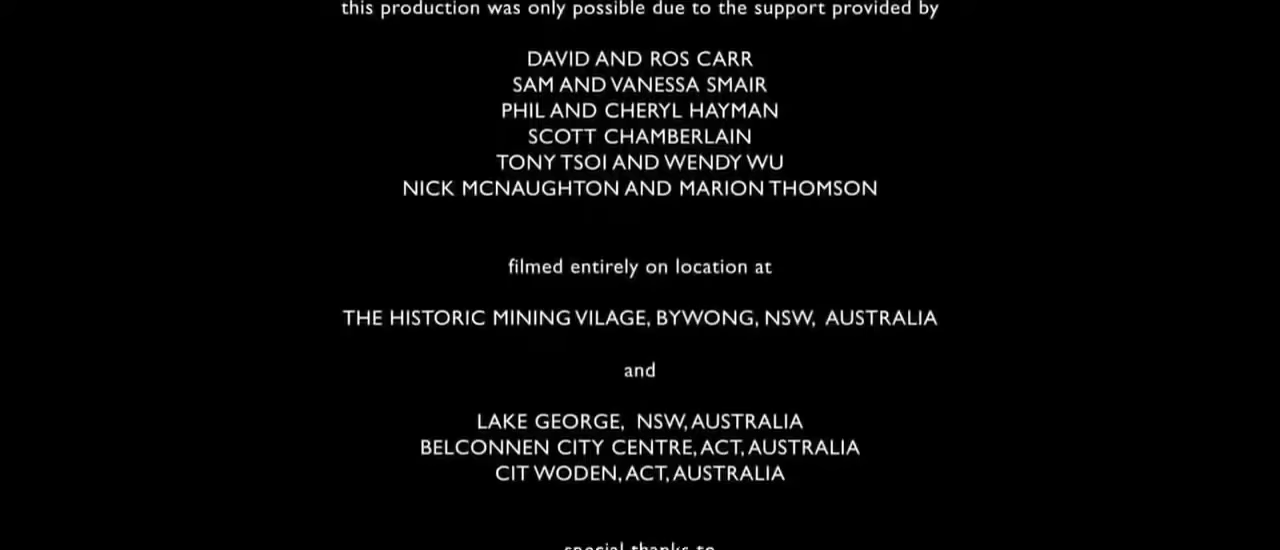 this production was only possible due to the support provided by
DAVID AND ROS CARR
SAM AND VANESSA SMAIR
PHIL AND CHERYL HAYMAN
SCOTT CHAMBERLAIN
TONY TSOI AND WENDY WU
NICK MCNAUGHTON AND MARION THOMSON
filmed entirely on location at
THE HISTORIC MINING VILAGE, BYWONG, NSW, AUSTRALIA
and
LAKE GEORGE, NSW, AUSTRALIA
BELCONNEN CITY CENTRE, ACT, AUSTRALIA
CIT WODEN, ACT, AUSTRALIA
special thanks to